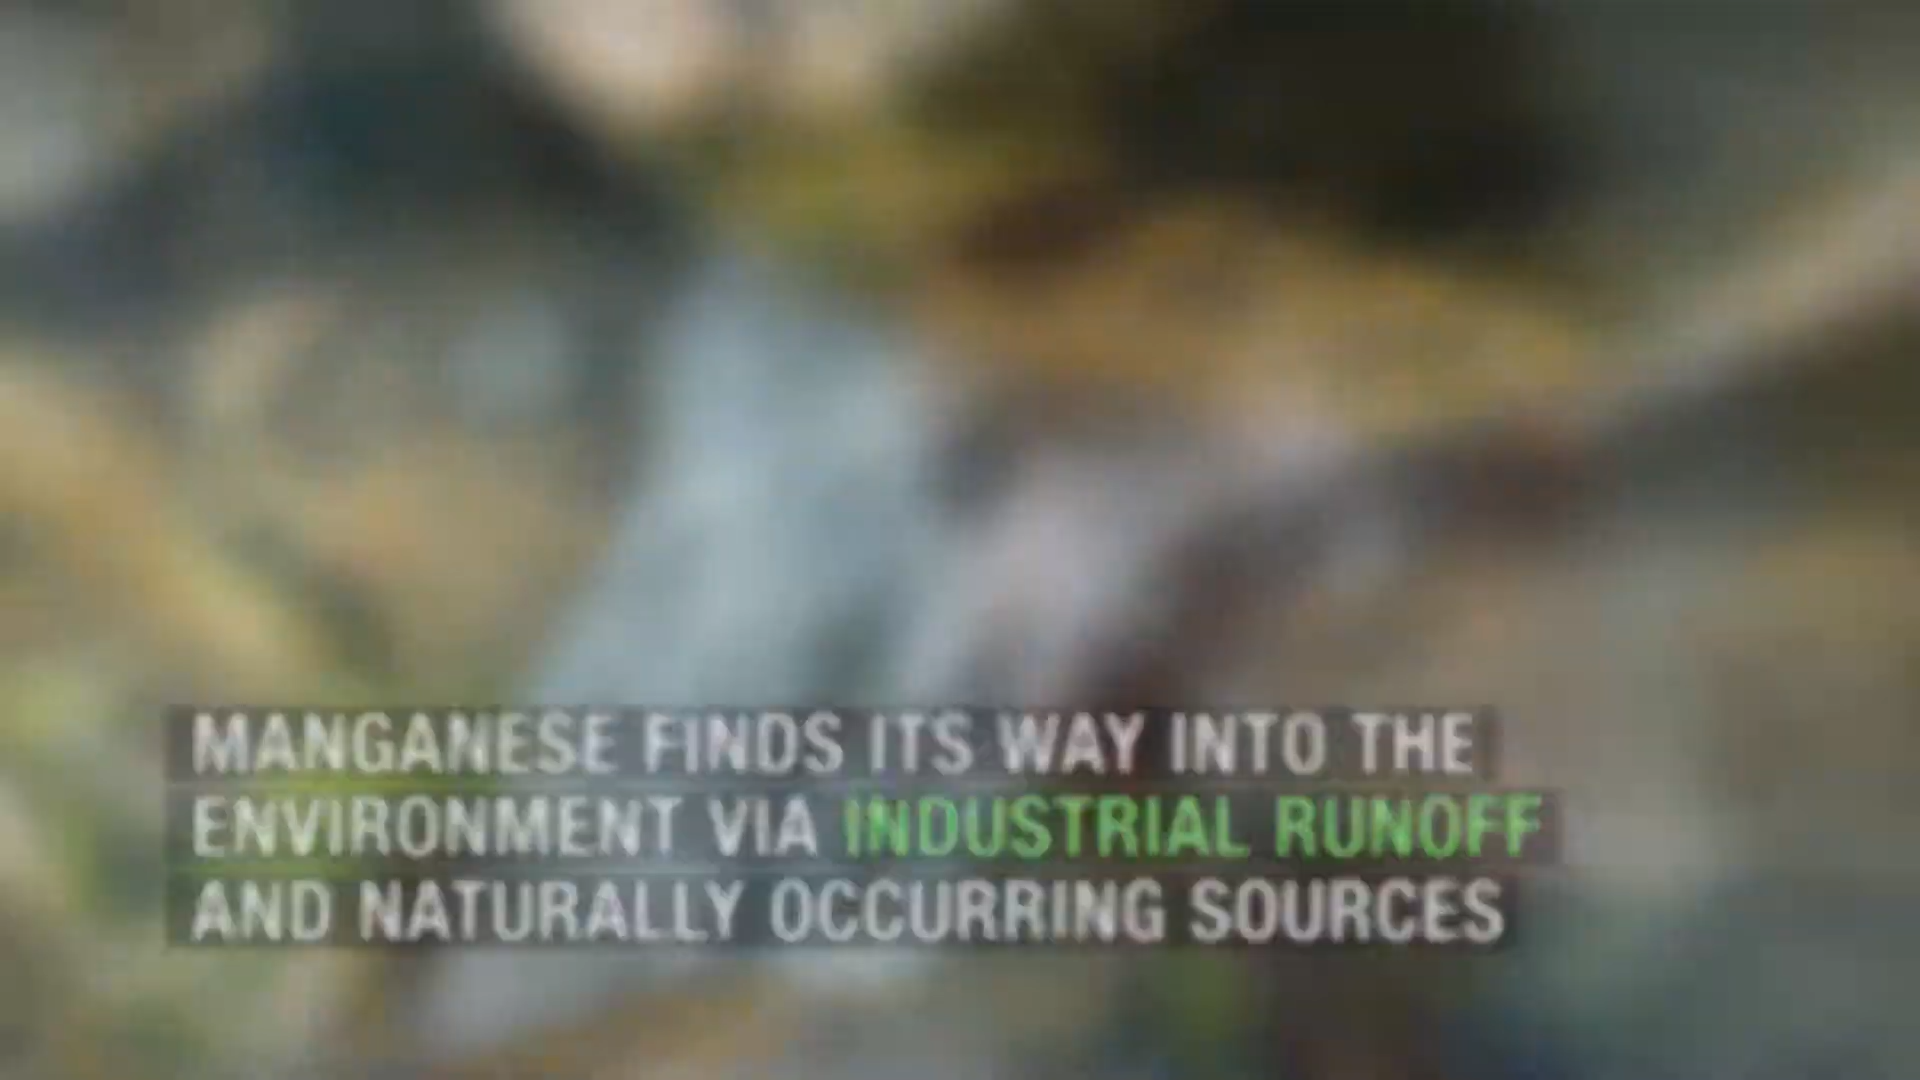 MANGANESE FINDS ITS WAY INTO THE
ENVIRONMENT VIA INDUSTRIAL RUNOFF
AND NATURALLY OCCURRING SOURCES